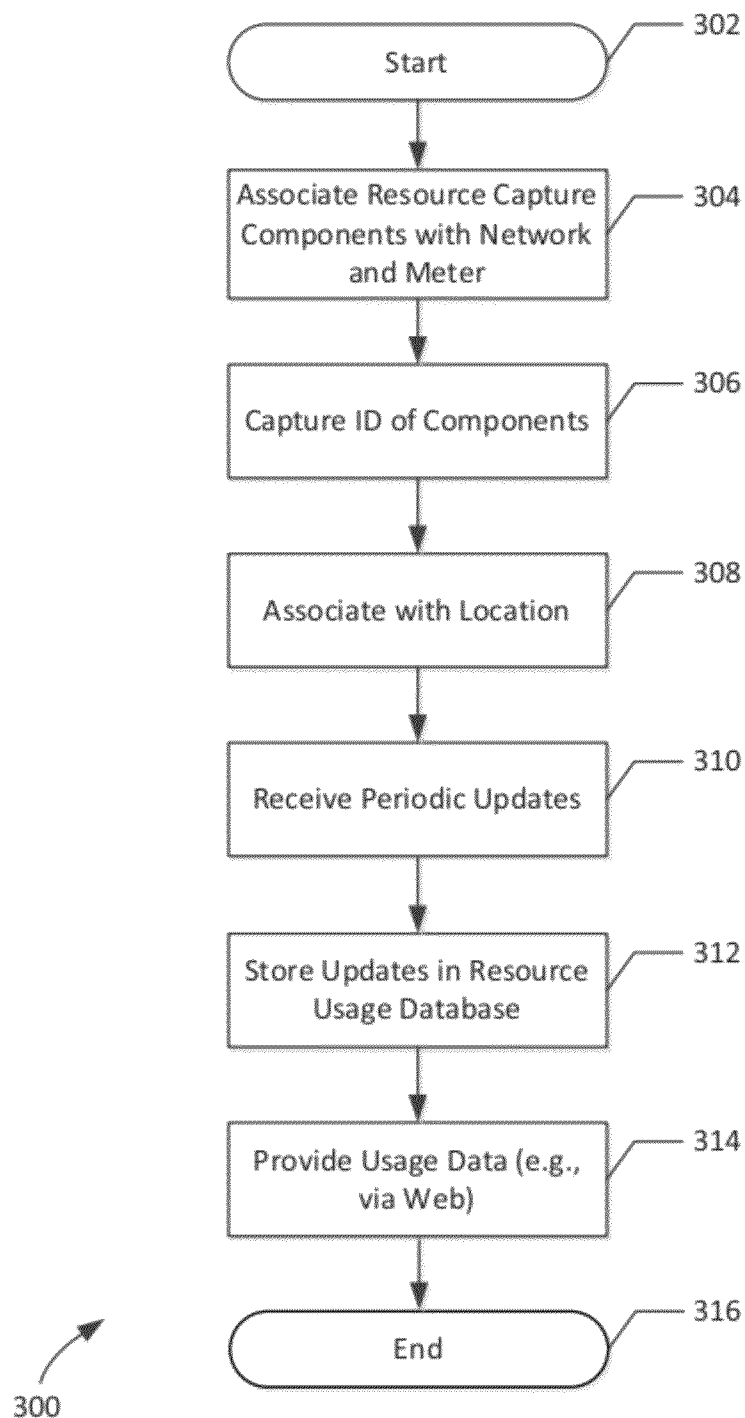 302
Start
304
Associate Resource Capture
Components with Network
and Meter
306
Capture ID of Components
308
Associate with Location
310
Receive Periodic Updates
312
Store Updates in Resource
Usage Database
314
Provide Usage Data (e.g.,
via Web)
316
End
300